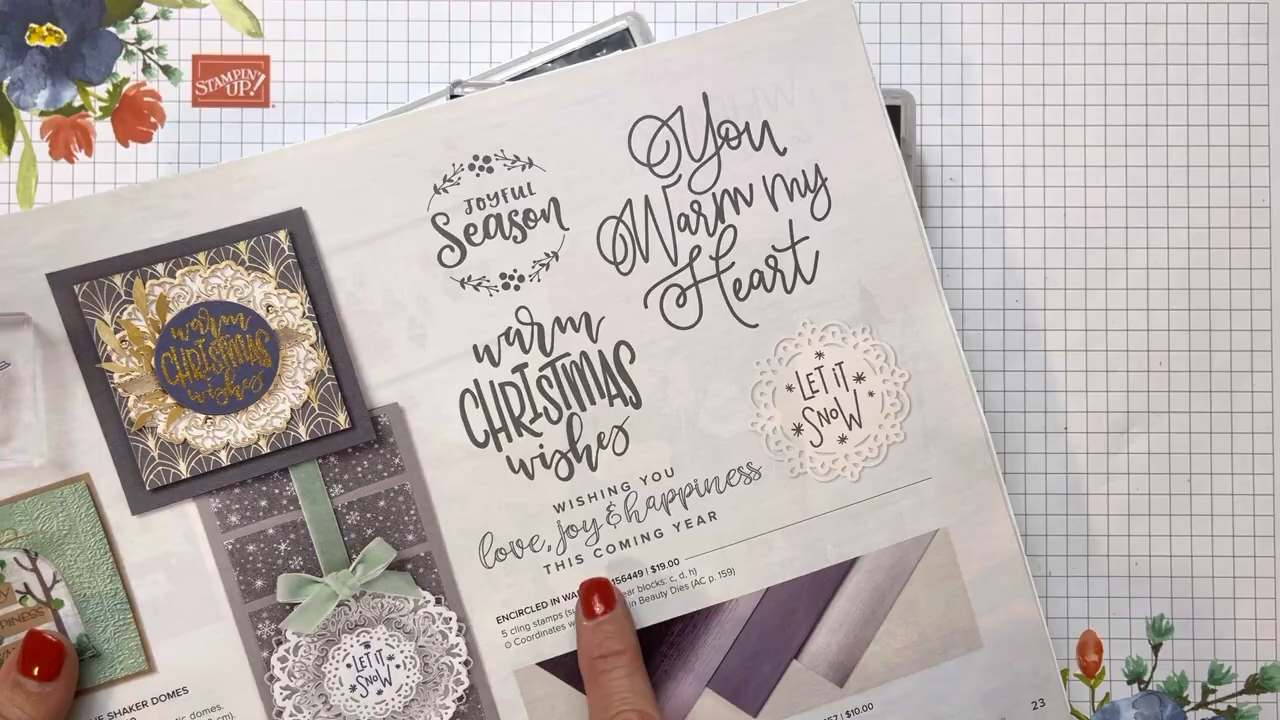 STAMPIN' UP!
JOYFUL
Season
You
Warm my
Heart
warm
CHRISTMAS
wishes
warm
CHRISTMAS
wishes
LET IT
SNOW
WISHING YOU
love, joy & happiness
THIS COMING YEAR
ENCIRCLED IN 156449 | $19.00
5 cling stamps clear blocks: c, d, h)
Coordinates Beauty Dies (AC p. 159)
LET IT
SNOW
SHAKER DOMES
domes.
$10.00
23